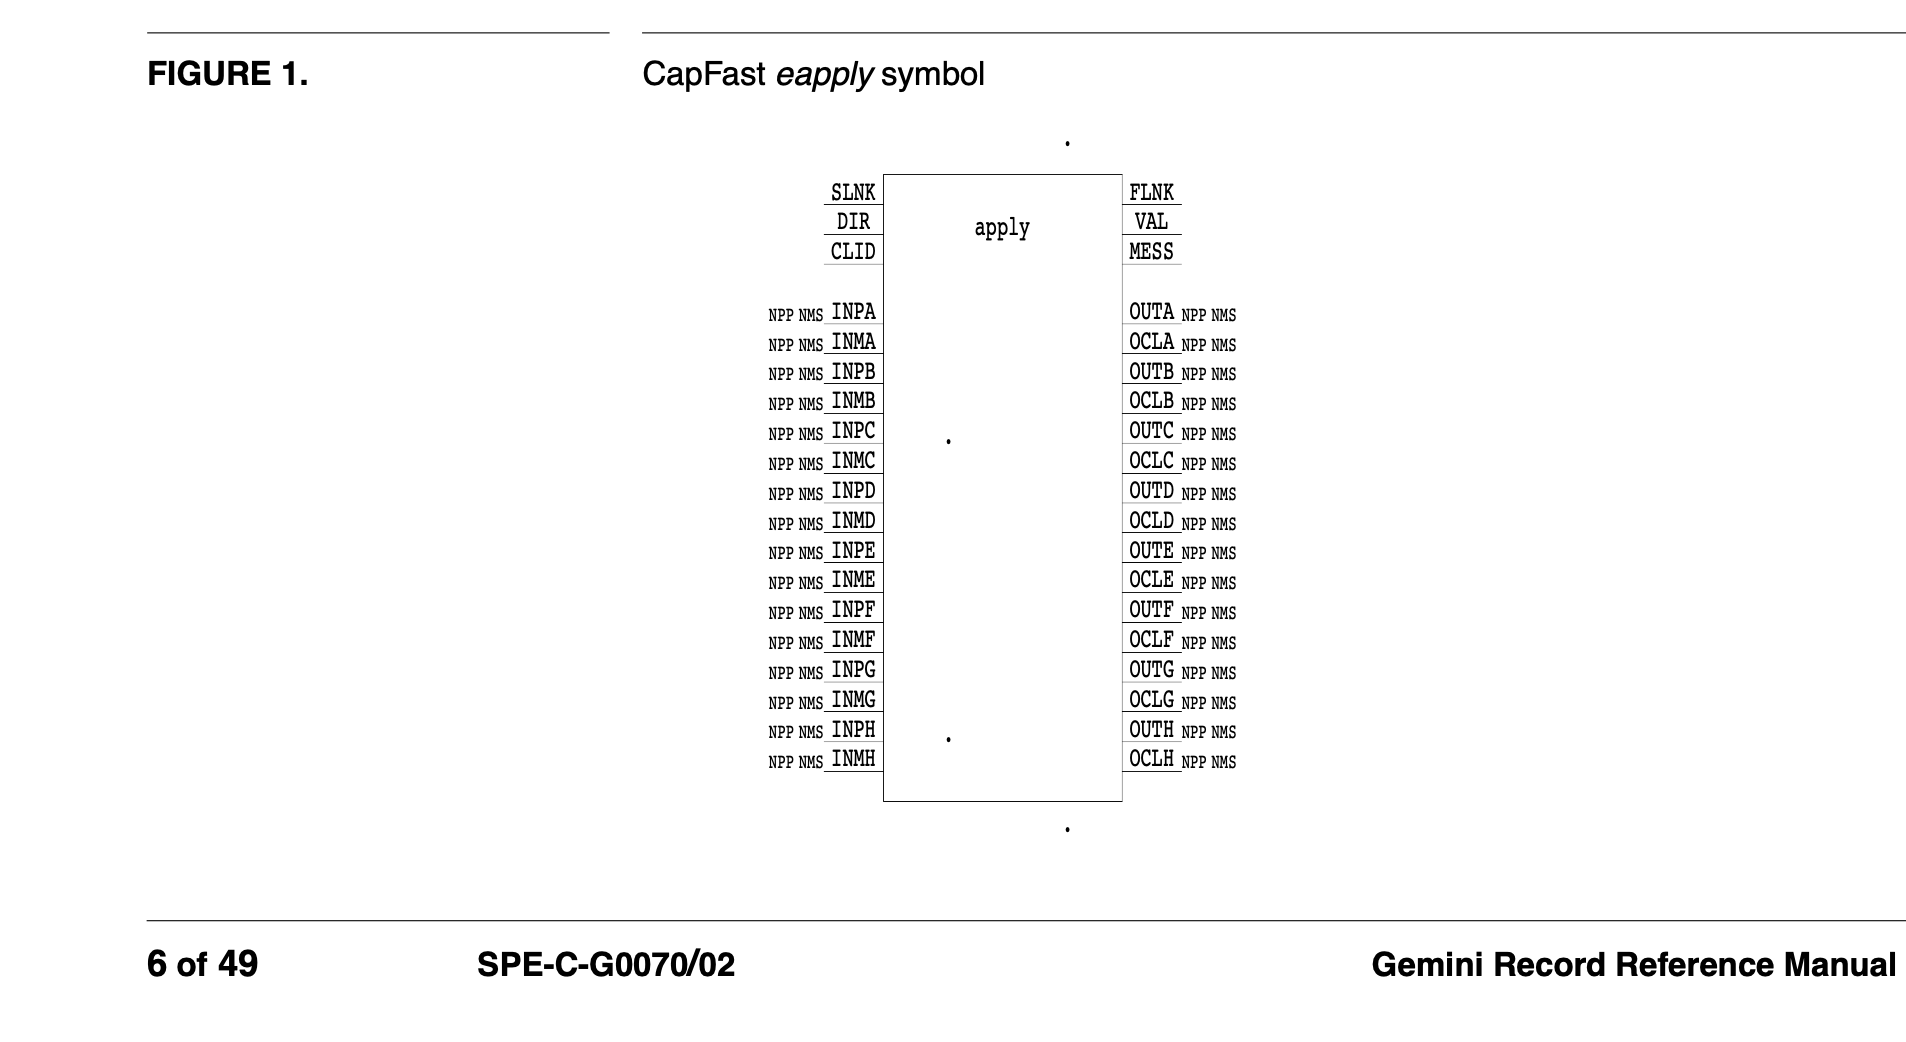 FIGURE 1. CapFast eapply symbol
SLNK FLNK
DIR apply VAL
CLID MESS
NPP NMS INPA OUTA NPP NMS
NPP NMS INMA OCLA NPP NMS
NPP NMS INPB OUTB NPP NMS
NPP NMS INMB OCLB NPP NMS
NPP NMS INPC OUTC NPP NMS
NPP NMS INMC OCLC NPP NMS
NPP NMS INPD OUTD NPP NMS
NPP NMS INMD OCLD NPP NMS
NPP NMS INPE OUTE NPP NMS
NPP NMS INME OCLE NPP NMS
NPP NMS INPF OUTF NPP NMS
NPP NMS INMF OCLF NPP NMS
NPP NMS INPG OUTG NPP NMS
NPP NMS INMG OCLG NPP NMS
NPP NMS INPH OUTH NPP NMS
NPP NMS INMH OCLH NPP NMS
6 of 49 SPE-C-G0070/02 Gemini Record Reference Manual